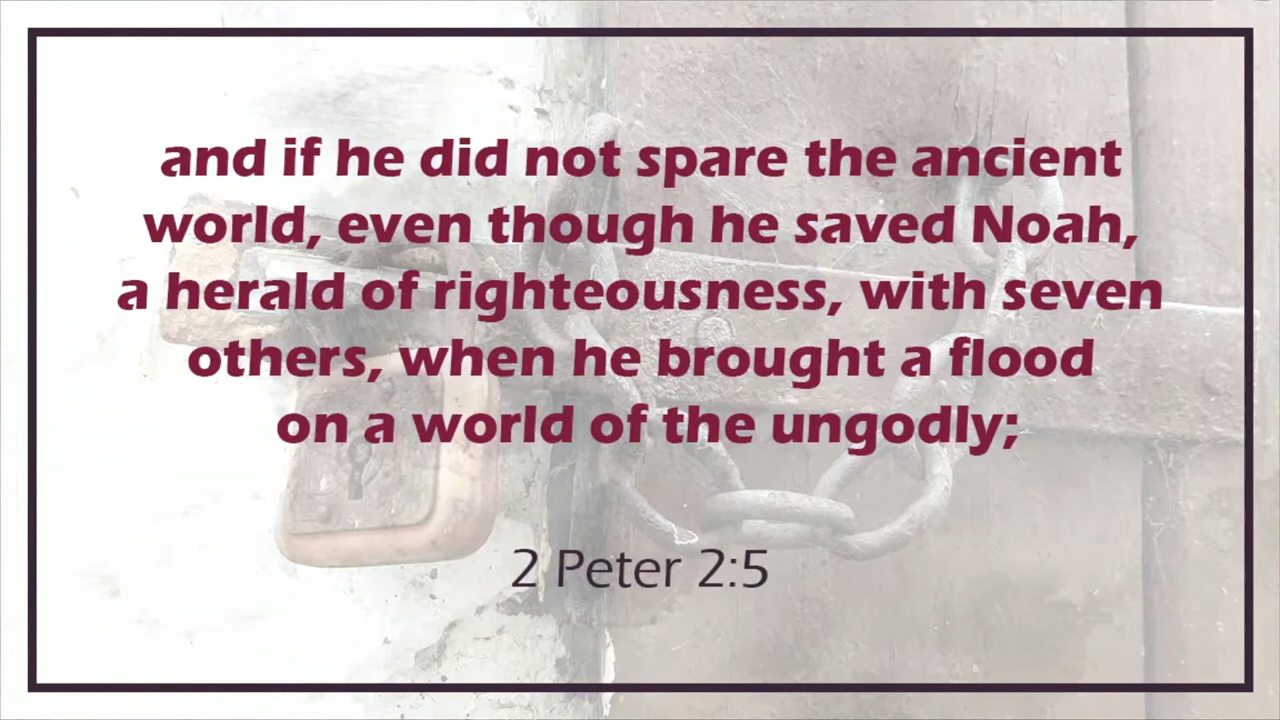 and if he did not spare the ancient
world, even though he saved Noah,
a herald of righteousness, with seven
others, when he brought a flood
on a world of the ungodly;
2 Peter 2:5